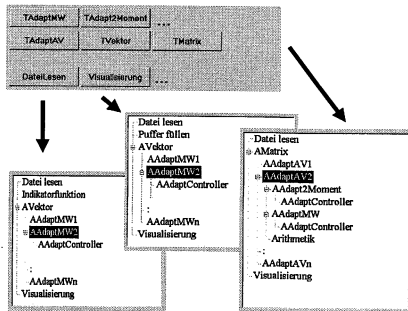 TAdaptMW TAdapt2Moment ...
TAdaptAV TVektor TMatrix
DateiLesen Visualisierung ...
Datei lesen
Indikatorfunktion
AVektor
AAdaptMW1
AAdaptMW2
AAdaptController
:
AAdaptMWn
Visualisierung
Datei lesen
Puffer füllen
AVektor
AAdaptMW1
AAdaptMW2
AAdaptController
:
AAdaptMWn
Visualisierung
Datei lesen
AMatrix
AAdaptAV1
AAdaptAV2
AAdapt2Moment
AAdaptController
AAdaptMW
AAdaptController
Arithmetik
:
AAdaptAVn
Visualisierung